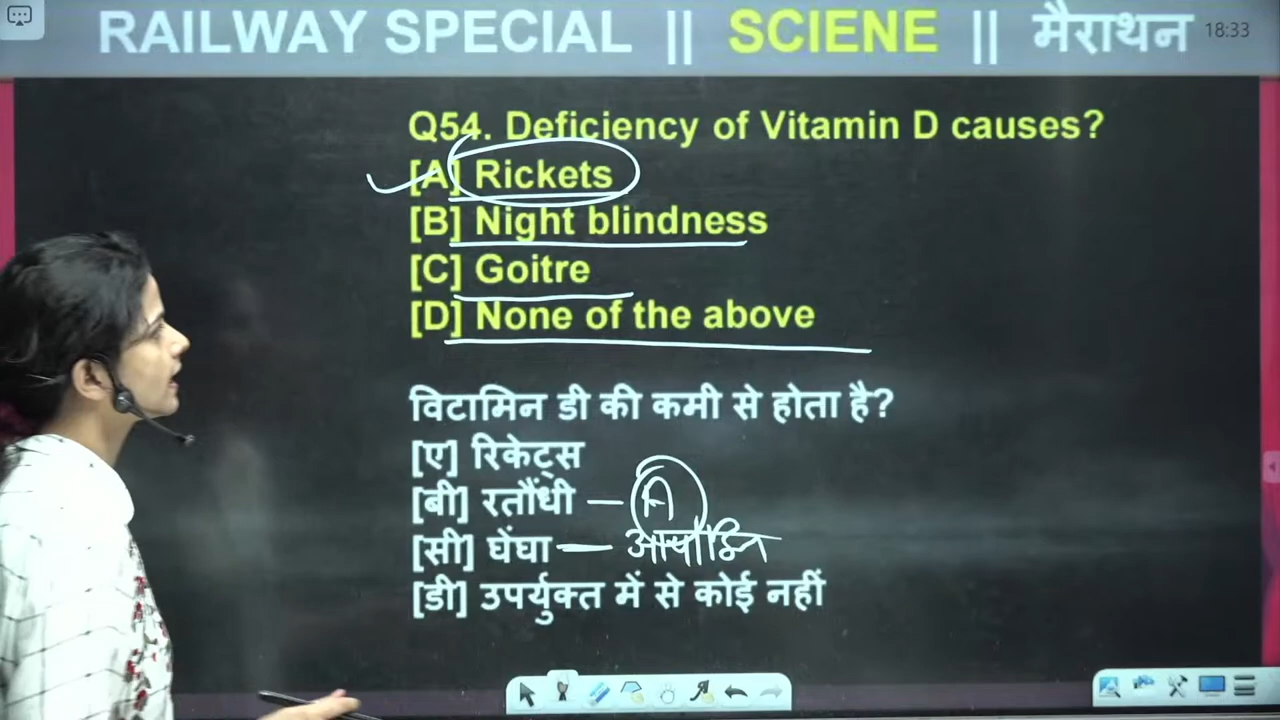 RAILWAY SPECIAL || SCIENE || मैराथन 18:33
Q54. Deficiency of Vitamin D causes?
[A] Rickets
[B] Night blindness
[C] Goitre
[D] None of the above
विटामिन डी की कमी से होता है?
[ए] रिकेट्स
[बी] रतौंधी — A
[सी] घेंघा — आयोडिन
[डी] उपर्युक्त में से कोई नहीं